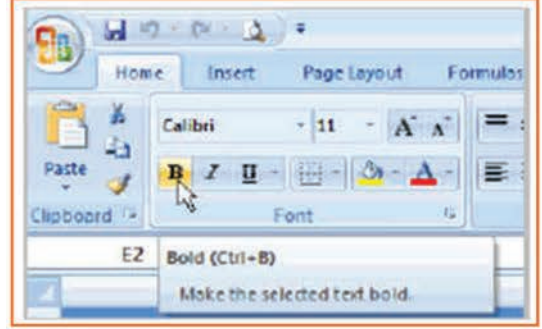 Home Insert Page Layout Formulas
Calibri 11 A A
Paste B I U A
Clipboard Font
E2 Bold (Ctrl+B)
Make the selected text bold.